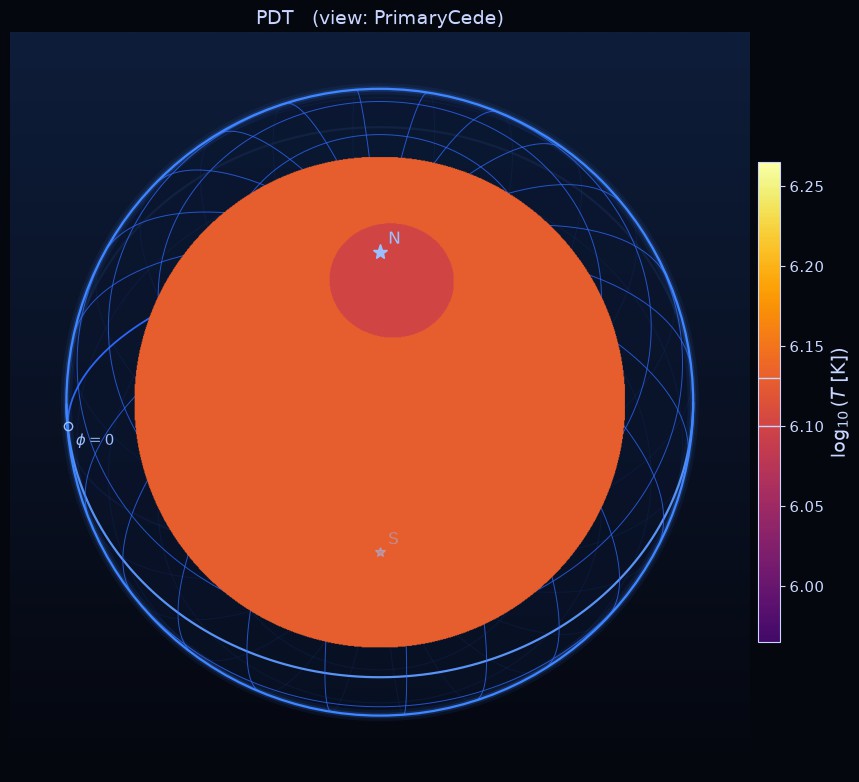 PDT (view: PrimaryCede)
N
ϕ = 0
S
6.25
6.20
6.15
6.10
6.05
6.00
log₁₀(T [K])